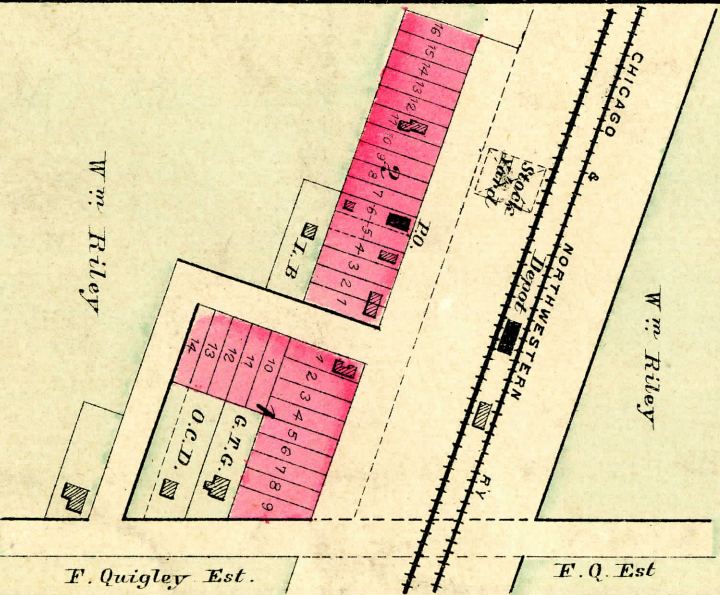 16
15
14
13
12
11
10
9
8
7
6
5
4
3
2
1
2
P.O.
I. B
Stock
Yard
Depot
CHICAGO & NORTHWESTERN RY
Wm Riley
Wm Riley
14
13
12
11
10
1
2
3
4
5
6
7
8
9
1
G.T.G.
O.C.D.
F. Quigley Est.
F.Q. Est